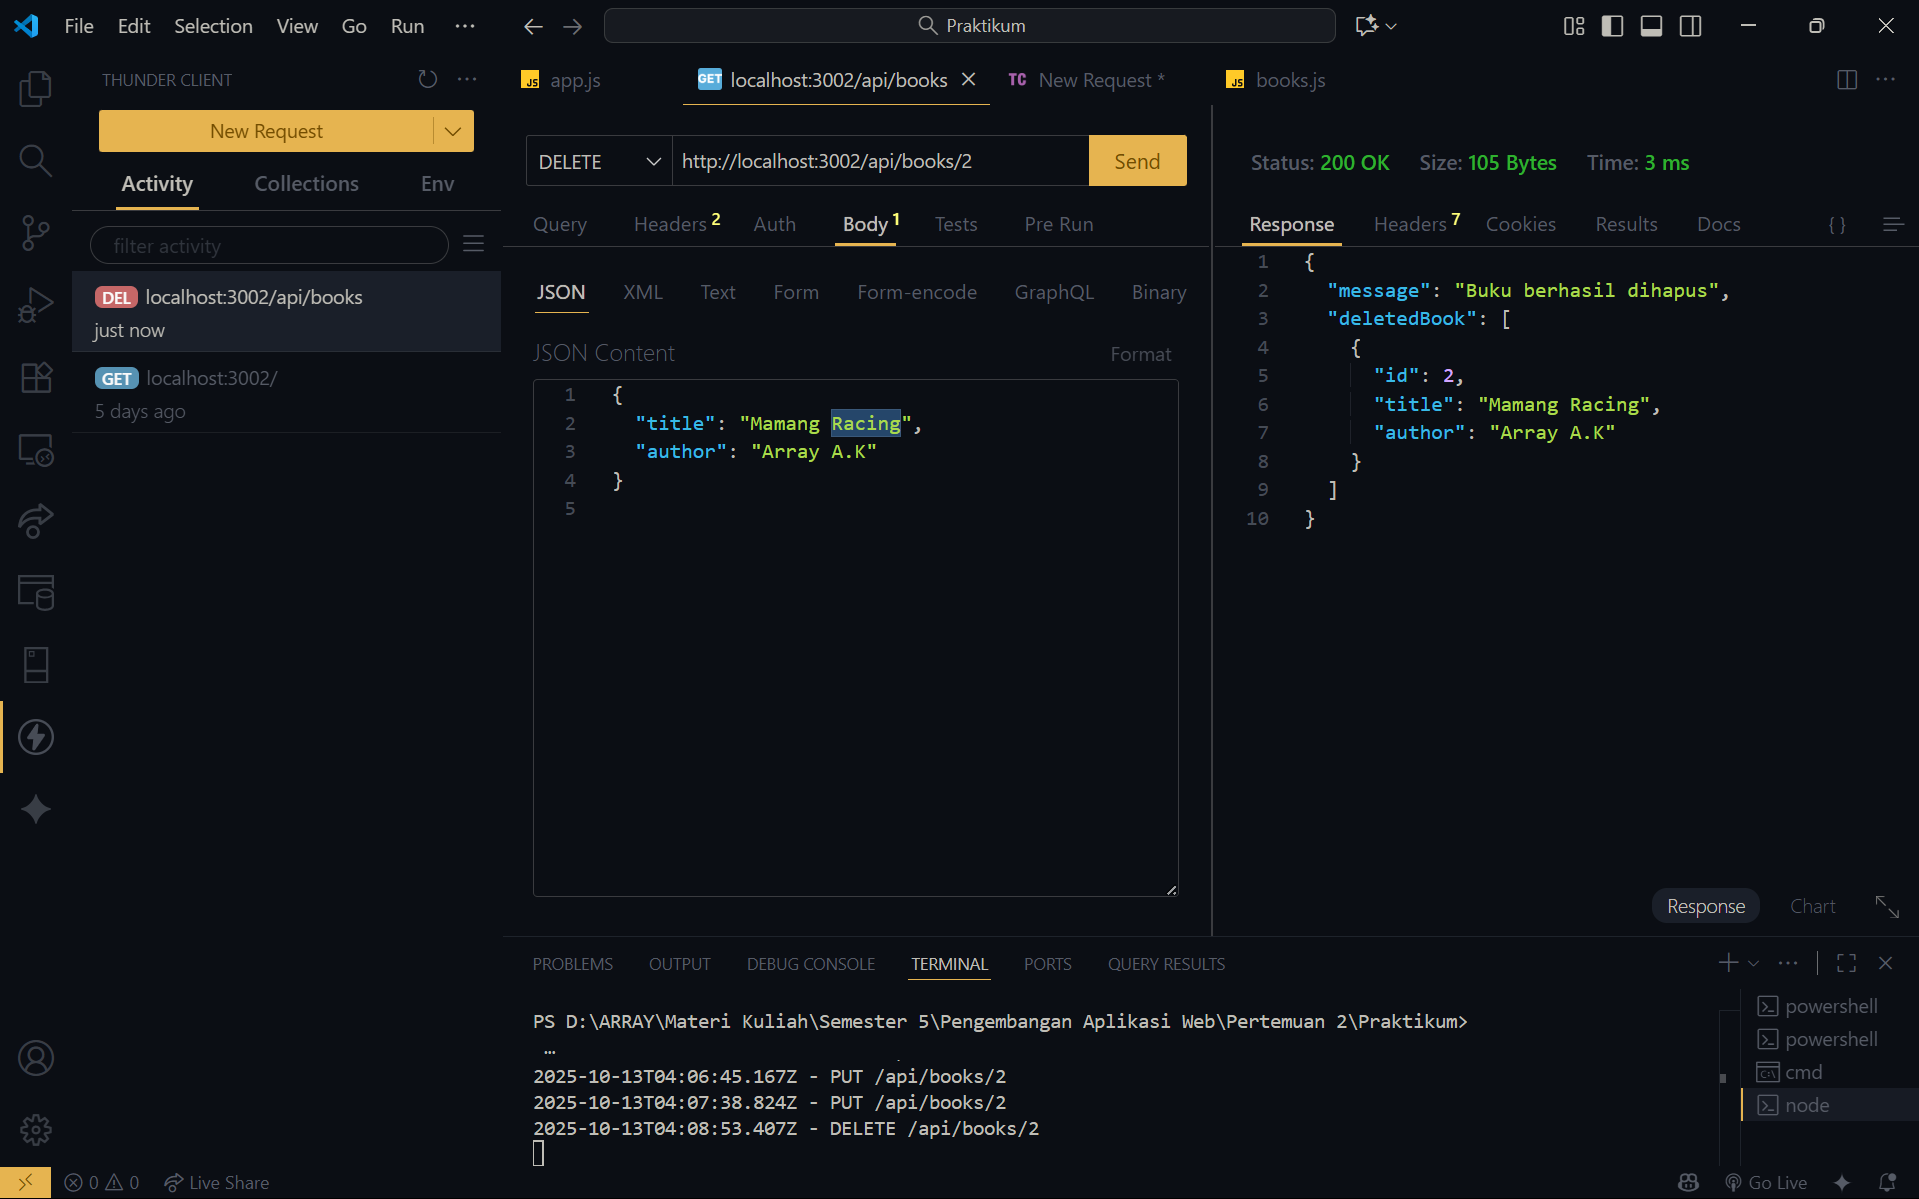 File Edit Selection View Go Run ···
Praktikum
THUNDER CLIENT
New Request
Activity Collections Env
filter activity
DEL localhost:3002/api/books
just now
GET localhost:3002/
5 days ago
JS app.js
GET localhost:3002/api/books
TC New Request *
JS books.js
DELETE http://localhost:3002/api/books/2 Send
Query Headers 2 Auth Body 1 Tests Pre Run
JSON XML Text Form Form-encode GraphQL Binary
JSON Content Format
1 {
2 "title": "Mamang Racing",
3 "author": "Array A.K"
4 }
5
Status: 200 OK Size: 105 Bytes Time: 3 ms
Response Headers 7 Cookies Results Docs { }
1 {
2 "message": "Buku berhasil dihapus",
3 "deletedBook": [
4 {
5 "id": 2,
6 "title": "Mamang Racing",
7 "author": "Array A.K"
8 }
9 ]
10 }
Response Chart
PROBLEMS OUTPUT DEBUG CONSOLE TERMINAL PORTS QUERY RESULTS
PS D:\ARRAY\Materi Kuliah\Semester 5\Pengembangan Aplikasi Web\Pertemuan 2\Praktikum>
…
2025-10-13T04:06:45.167Z - PUT /api/books/2
2025-10-13T04:07:38.824Z - PUT /api/books/2
2025-10-13T04:08:53.407Z - DELETE /api/books/2
powershell
powershell
cmd
node
0 0 Live Share
Go Live